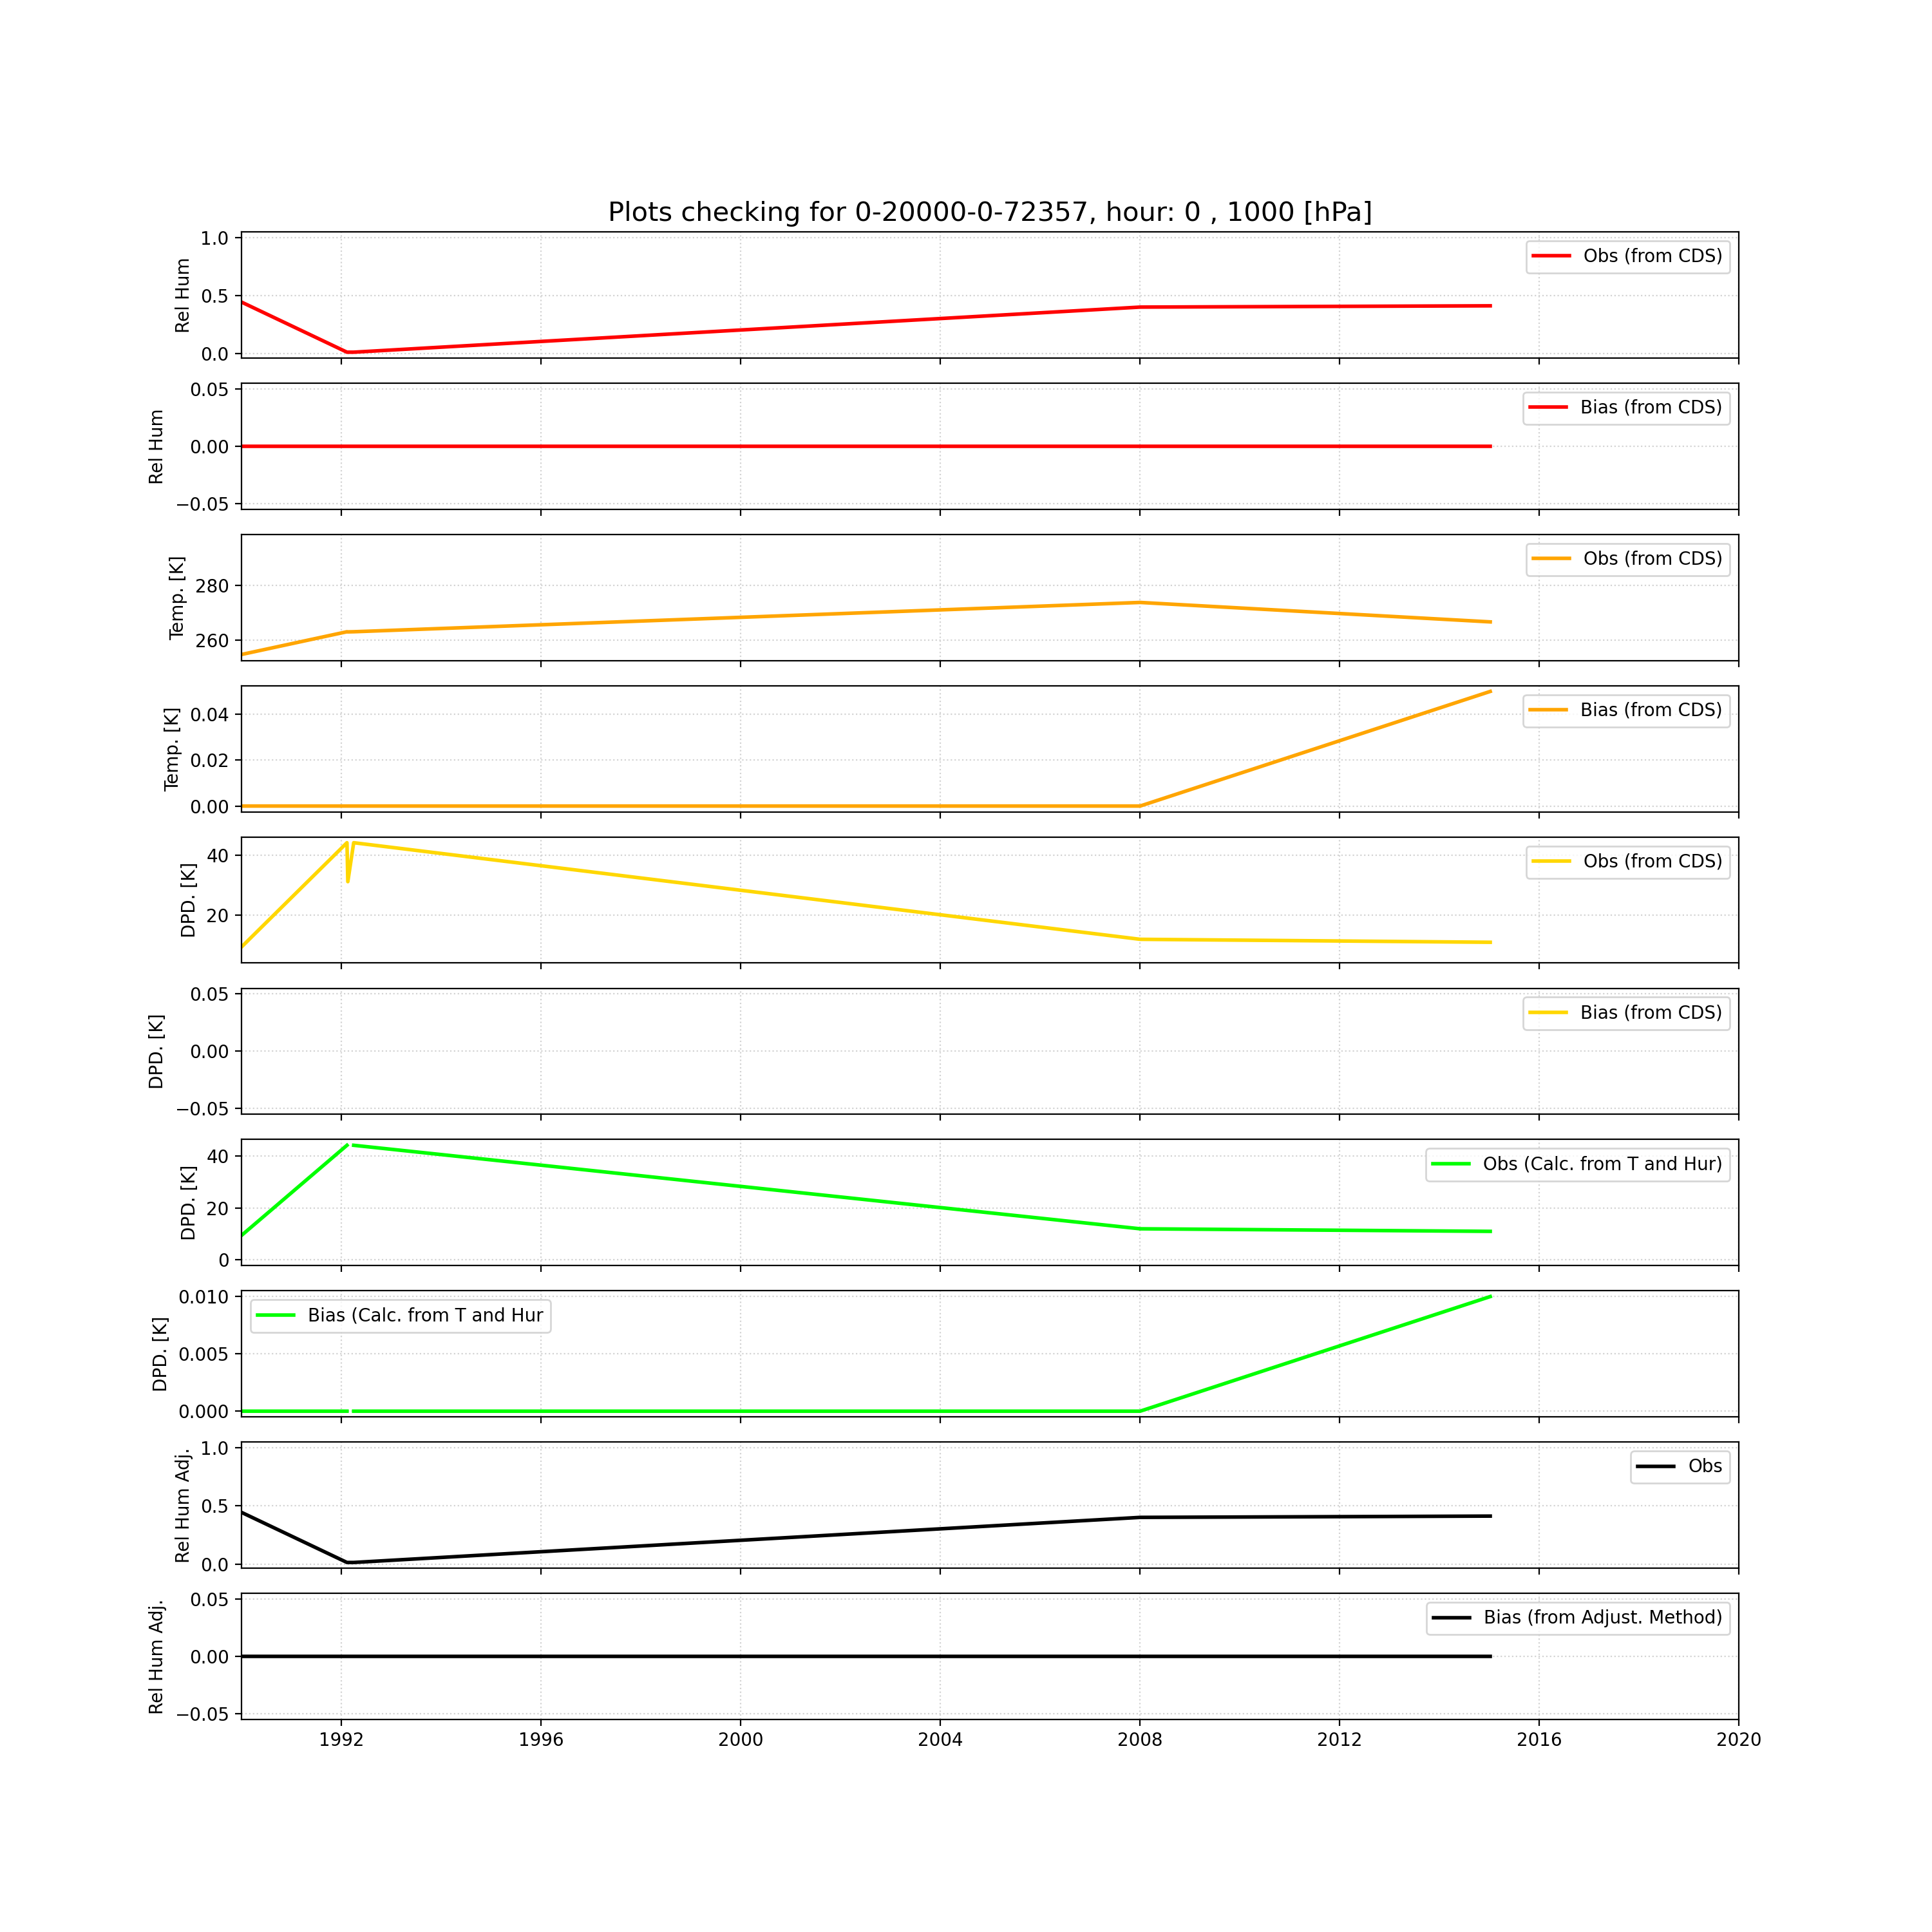 Plots checking for 0-20000-0-72357, hour: 0 , 1000 [hPa]
Rel Hum
1.0
0.5
0.0
Obs (from CDS)
Rel Hum
0.05
0.00
−0.05
Bias (from CDS)
Temp. [K]
280
260
Obs (from CDS)
Temp. [K]
0.04
0.02
0.00
Bias (from CDS)
DPD. [K]
40
20
Obs (from CDS)
DPD. [K]
0.05
0.00
−0.05
Bias (from CDS)
DPD. [K]
40
20
0
Obs (Calc. from T and Hur)
DPD. [K]
0.010
0.005
0.000
Bias (Calc. from T and Hur
Rel Hum Adj.
1.0
0.5
0.0
Obs
Rel Hum Adj.
0.05
0.00
−0.05
Bias (from Adjust. Method)
1992 1996 2000 2004 2008 2012 2016 2020